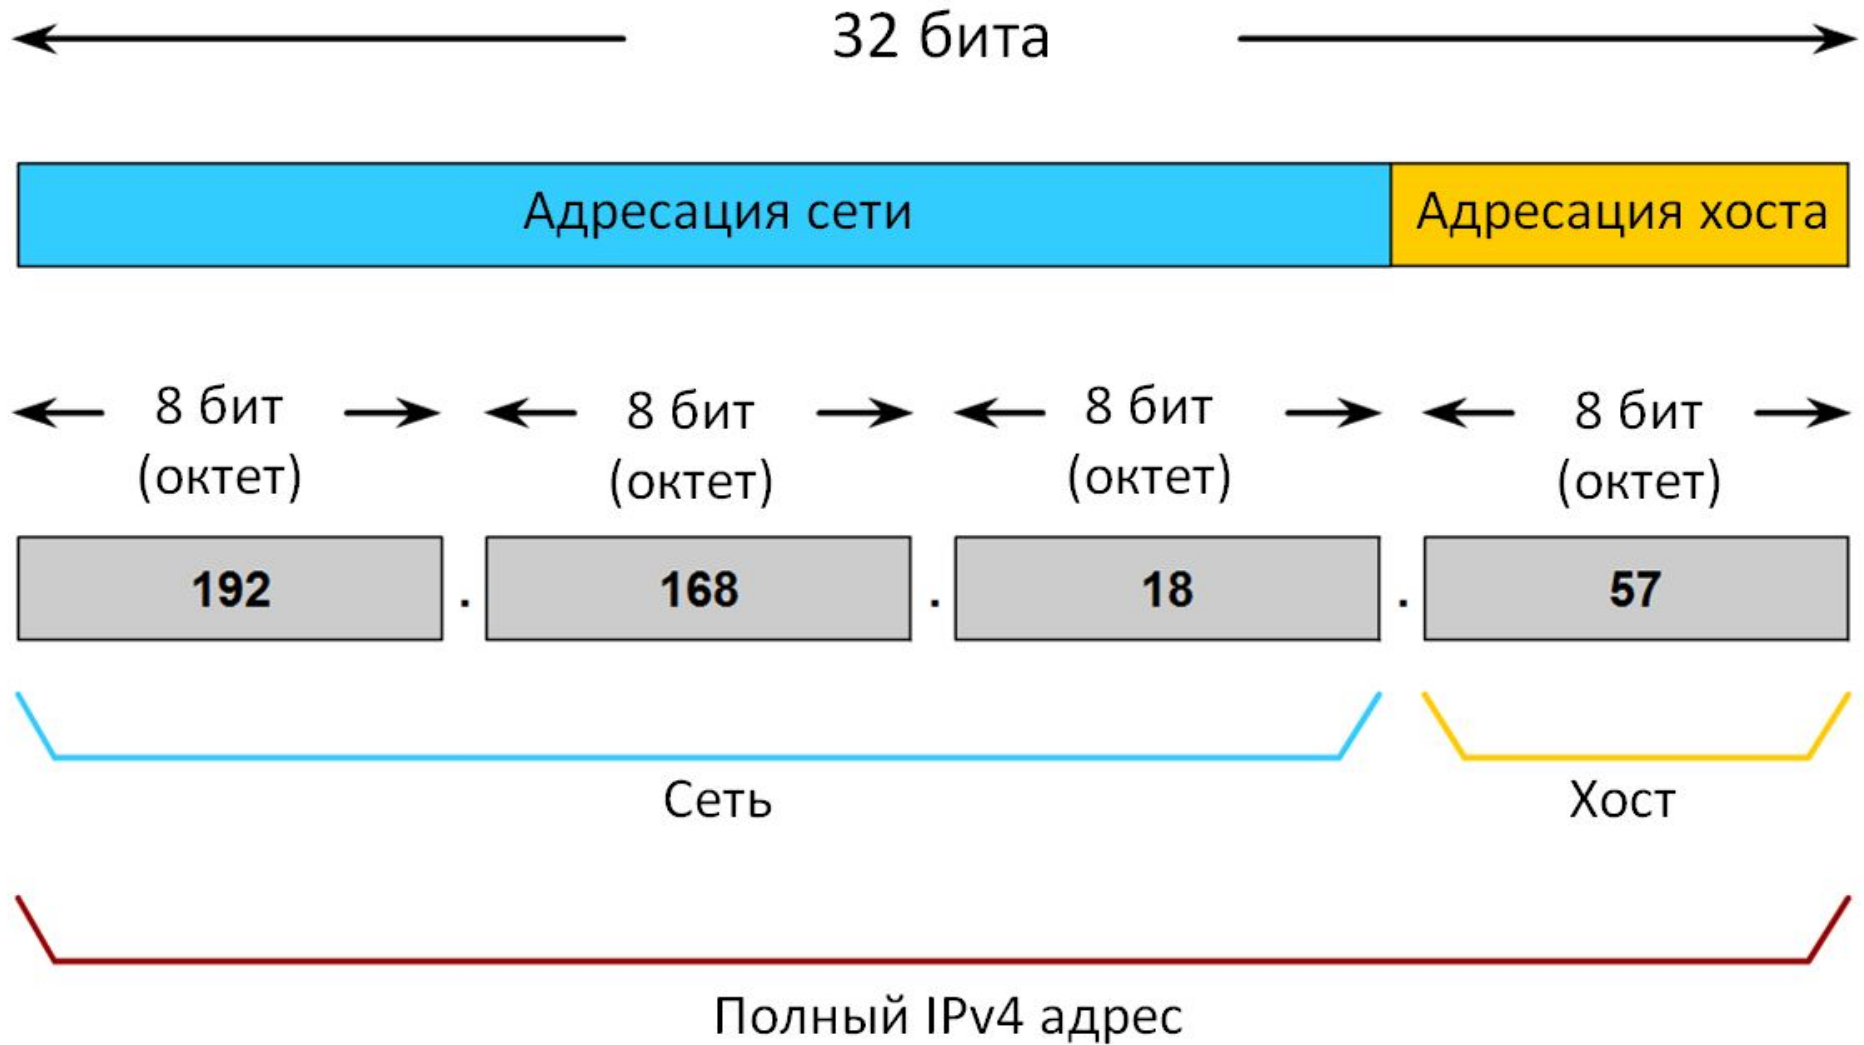 32 бита
Адресация сети Адресация хоста
8 бит 8 бит 8 бит 8 бит
(октет) (октет) (октет) (октет)
192 . 168 . 18 . 57
Сеть Хост
Полный IPv4 адрес